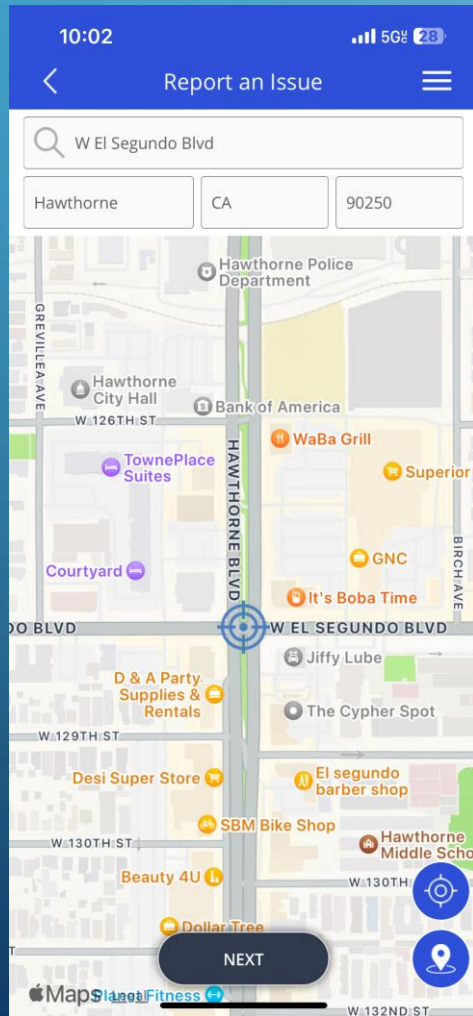 10:02
5G 28
Report an Issue
W El Segundo Blvd
Hawthorne
CA
90250
Hawthorne Police
Department
GREVILLEA AVE
Hawthorne
City Hall
Bank of America
W 126TH ST
WaBa Grill
HAWTHORNE BLVD
TownePlace
Suites
Superior
BIRCH AVE
GNC
Courtyard
It's Boba Time
DO BLVD
W EL SEGUNDO BLVD
Jiffy Lube
D & A Party
Supplies &
Rentals
The Cypher Spot
W 129TH ST
Desi Super Store
El segundo
barber shop
SBM Bike Shop
W 130TH ST
Hawthorne
Middle Scho
Beauty 4U
W 130TH
Dollar Tree
T
NEXT
Maps
Legal
Planet Fitness
W 132ND ST